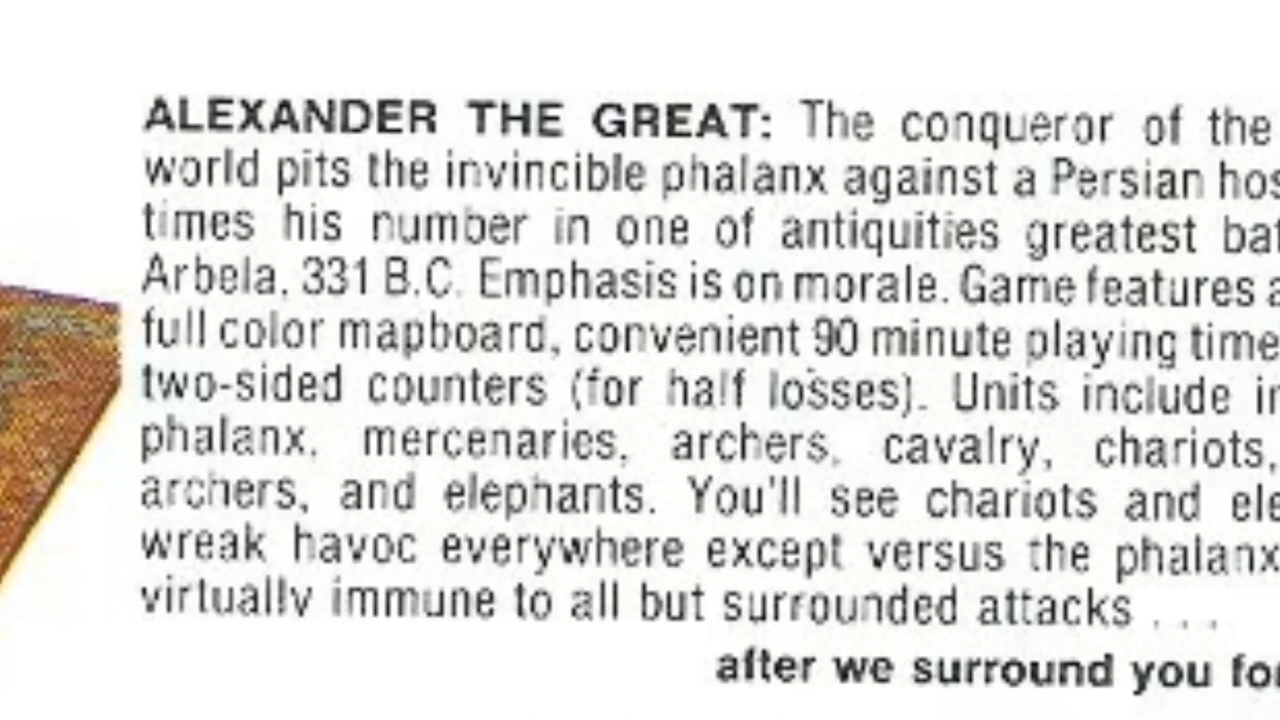 ALEXANDER THE GREAT: The conqueror of the
world pits the invincible phalanx against a Persian
times his number in one of antiquities greatest
Arbela, 331 B.C. Emphasis is on morale. Game features
full color mapboard, convenient 90 minute playing time
two-sided counters (for half losses). Units include
phalanx, mercenaries, archers, cavalry, chariots,
archers, and elephants. You'll see chariots and
wreak havoc everywhere except versus the phalanx
virtually immune to all but surrounded attacks . . .
after we surround you